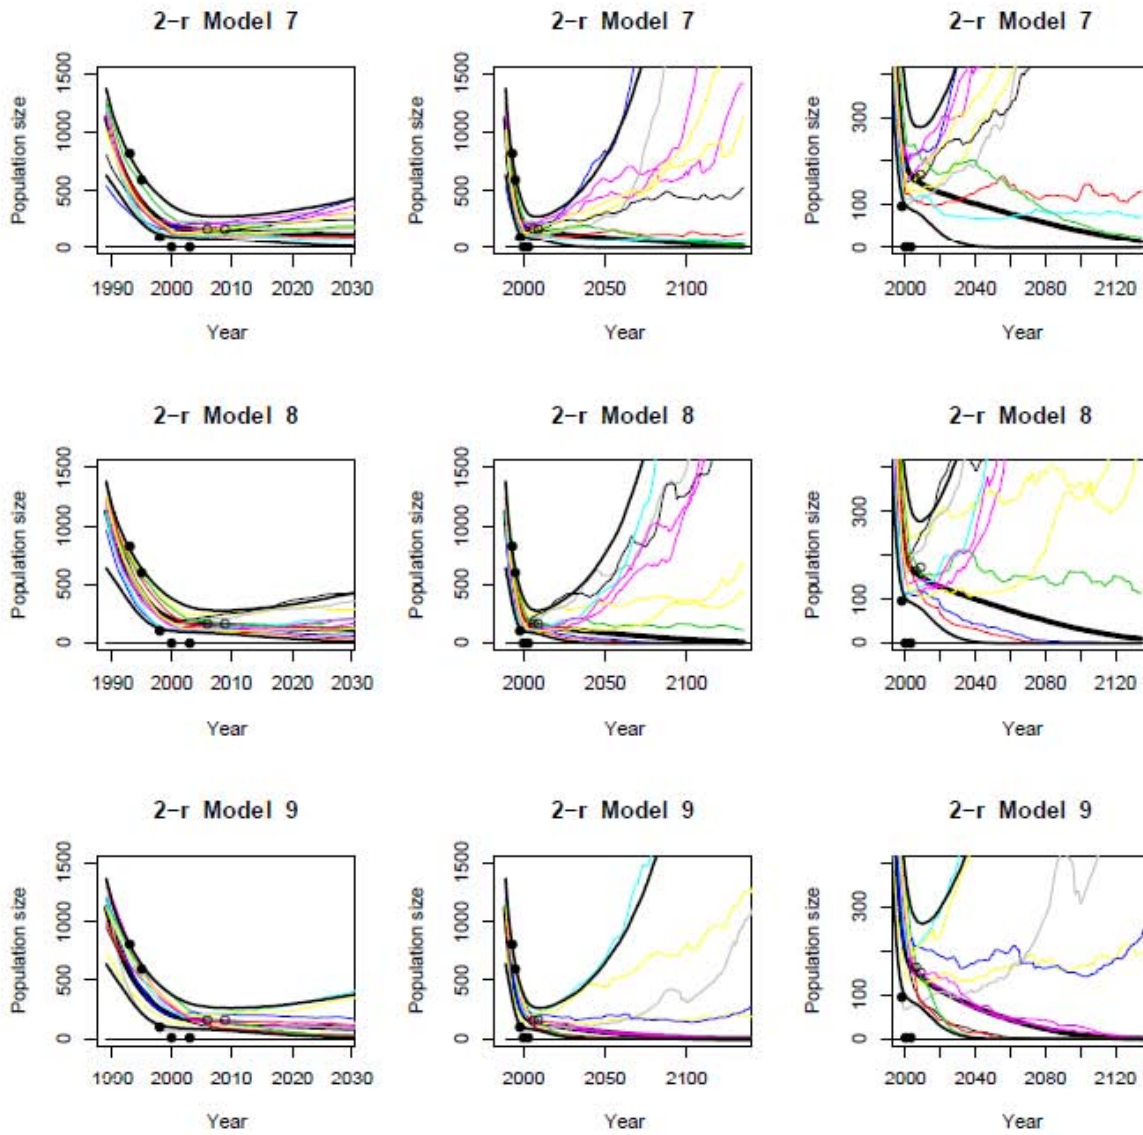 2-r Model 7
2-r Model 7
2-r Model 7
Population size
0 500 1000 1500
1990 2000 2010 2020 2030
Year
Population size
0 500 1000 1500
2000 2050 2100
Year
Population size
0 100 300
2000 2040 2080 2120
Year
2-r Model 8
2-r Model 8
2-r Model 8
Population size
0 500 1000 1500
1990 2000 2010 2020 2030
Year
Population size
0 500 1000 1500
2000 2050 2100
Year
Population size
0 100 300
2000 2040 2080 2120
Year
2-r Model 9
2-r Model 9
2-r Model 9
Population size
0 500 1000 1500
1990 2000 2010 2020 2030
Year
Population size
0 500 1000 1500
2000 2050 2100
Year
Population size
0 100 300
2000 2040 2080 2120
Year